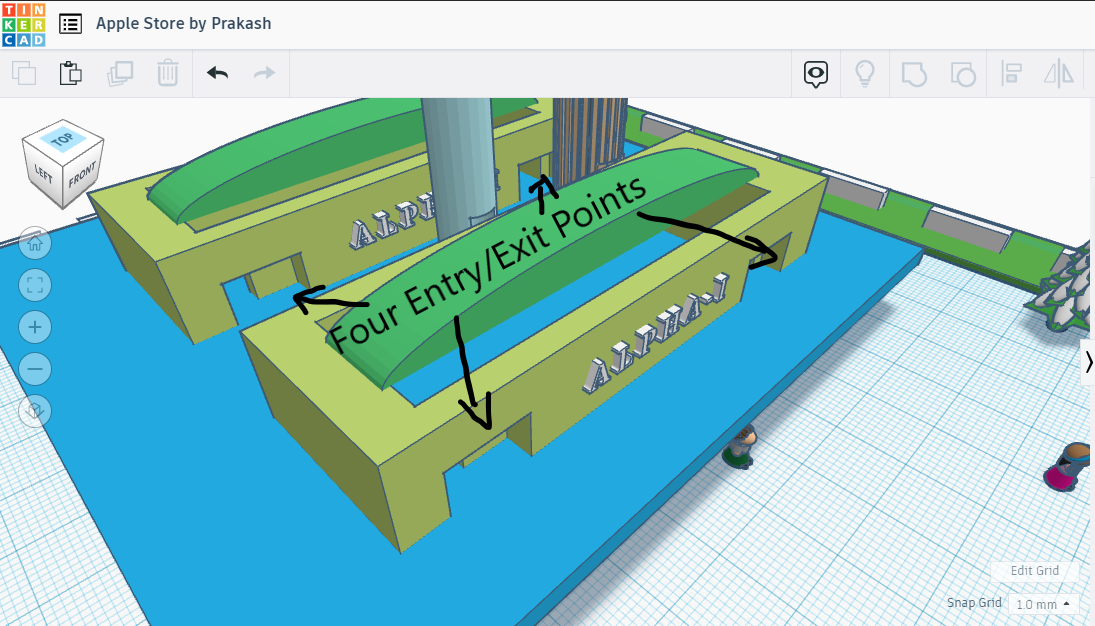 TIN
KER
CAD
Apple Store by Prakash
TOP
LEFT
FRONT
ALPH
Four Entry/Exit Points
ALPHA-1
Edit Grid
Snap Grid 1.0 mm